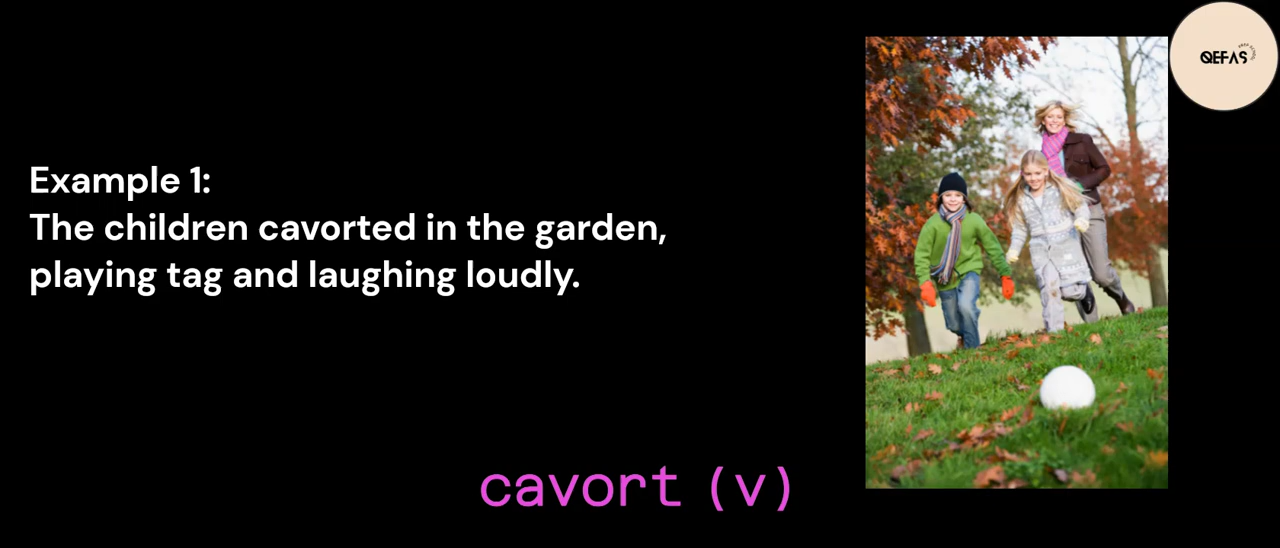 QEFAS
Example 1:
The children cavorted in the garden,
playing tag and laughing loudly.
cavort (v)